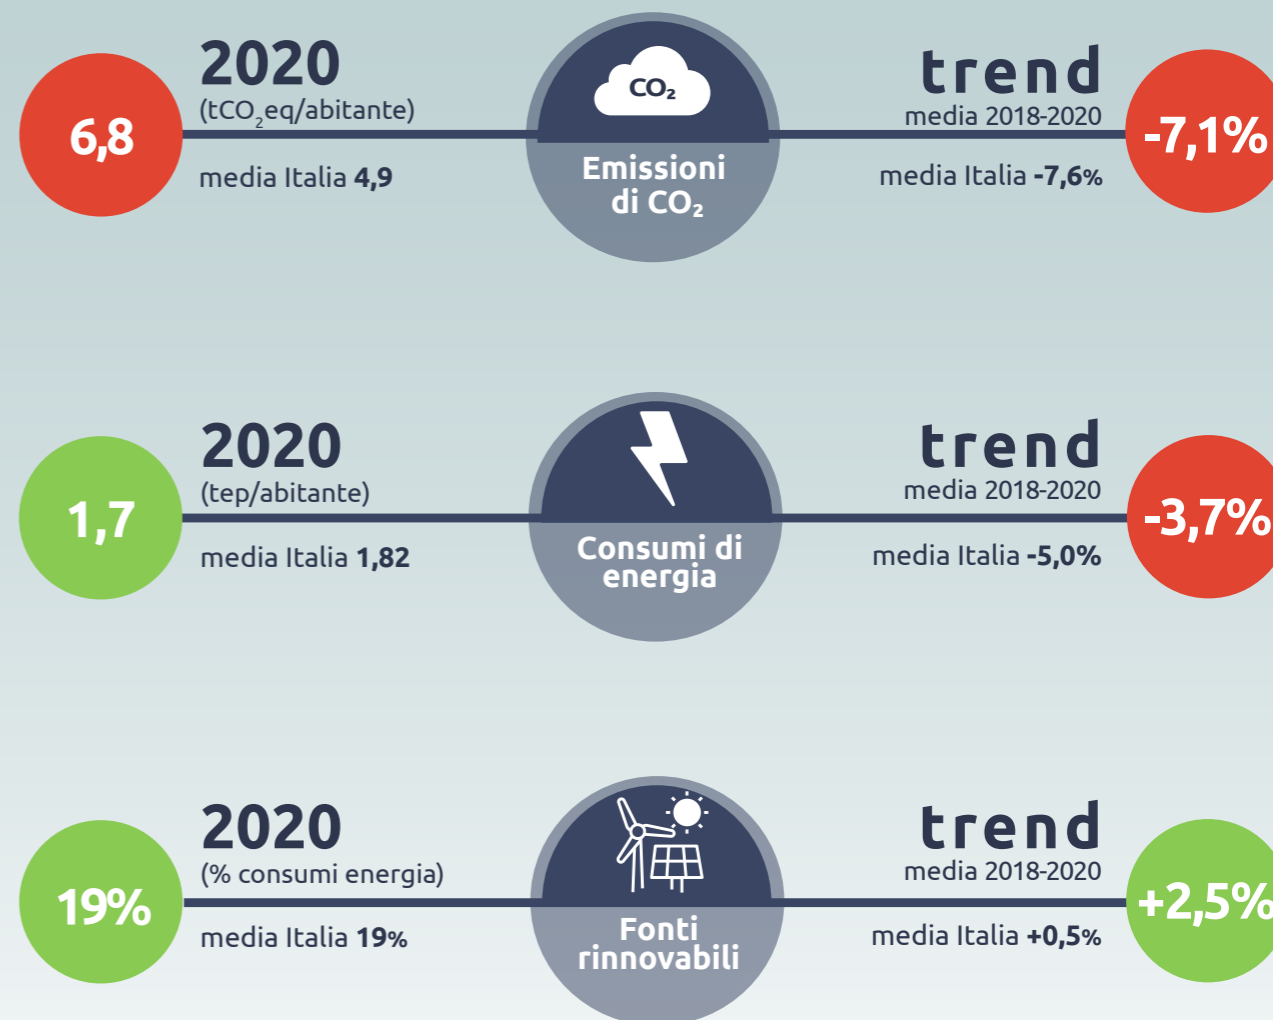 2020
(tCO₂eq/abitante)
6,8
media Italia 4,9
CO₂
Emissioni
di CO₂
trend
media 2018-2020
-7,1%
media Italia -7,6%
2020
(tep/abitante)
1,7
media Italia 1,82
Consumi di
energia
trend
media 2018-2020
-3,7%
media Italia -5,0%
2020
(% consumi energia)
19%
media Italia 19%
Fonti
rinnovabili
trend
media 2018-2020
+2,5%
media Italia +0,5%